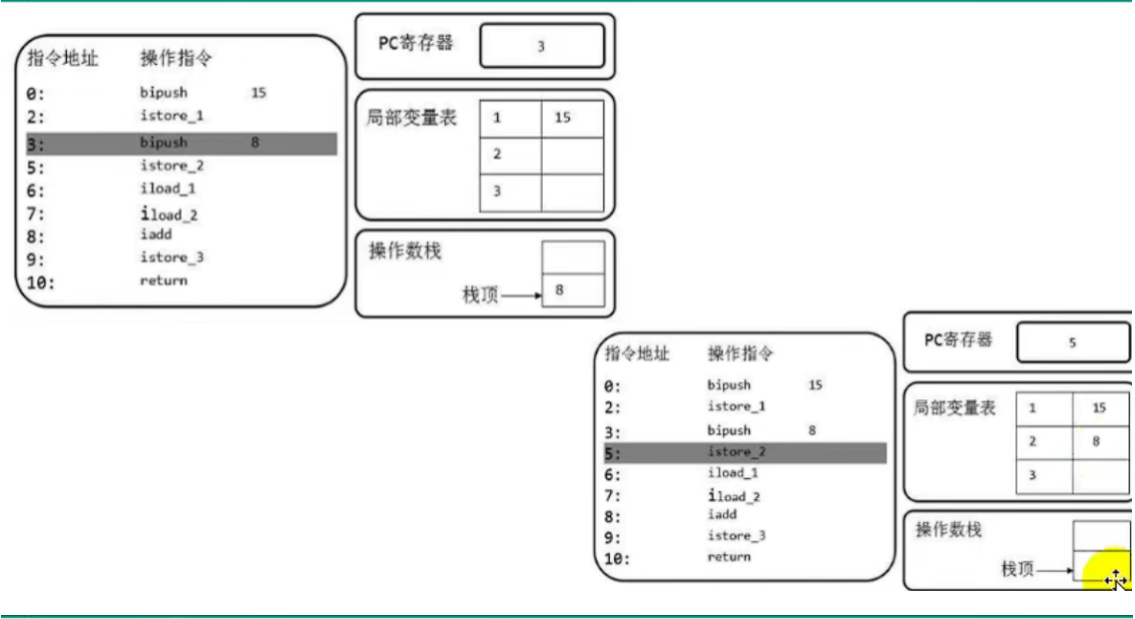 指令地址 操作指令
0: bipush 15
2: istore_1
3: bipush 8
5: istore_2
6: iload_1
7: iload_2
8: iadd
9: istore_3
10: return
PC寄存器 3
局部变量表 1 15
2
3
操作数栈
栈顶 8
指令地址 操作指令
0: bipush 15
2: istore_1
3: bipush 8
5: istore_2
6: iload_1
7: iload_2
8: iadd
9: istore_3
10: return
PC寄存器 5
局部变量表 1 15
2 8
3
操作数栈
栈顶